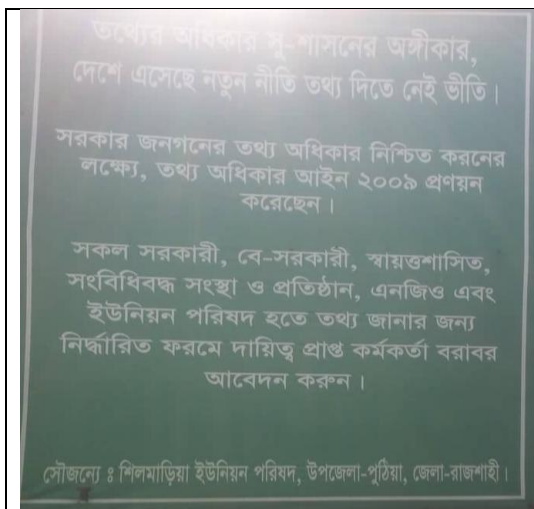 তথ্যের অধিকার সু-শাসনের অঙ্গীকার,
দেশে এসেছে নতুন নীতি তথ্য দিতে নেই ভীতি।
সরকার জনগনের তথ্য অধিকার নিশ্চিত করনের
লক্ষ্যে, তথ্য অধিকার আইন ২০০৯ প্রণয়ন
করেছেন।
সকল সরকারী, বে-সরকারী, স্বায়ত্তশাসিত,
সংবিধিবদ্ধ সংস্থা ও প্রতিষ্ঠান, এনজিও এবং
ইউনিয়ন পরিষদ হতে তথ্য জানার জন্য
নির্দ্ধারিত ফরমে দায়িত্ব প্রাপ্ত কর্মকর্তা বরাবর
আবেদন করুন।
সৌজন্যে ঃ শিলমাড়িয়া ইউনিয়ন পরিষদ, উপজেলা-পুঠিয়া, জেলা-রাজশাহী।